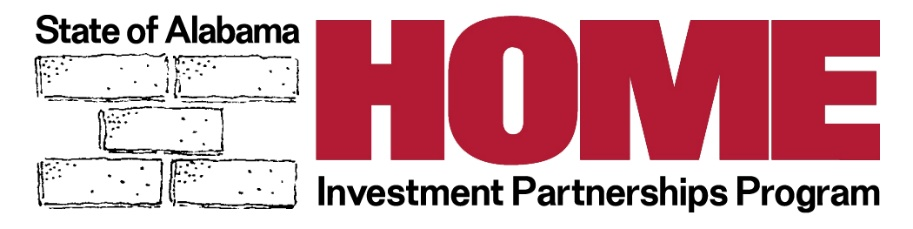 State of Alabama
HOME
Investment Partnerships Program